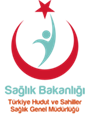 Sağlık Bakanlığı
Türkiye Hudut ve Sahiller
Sağlık Genel Müdürlüğü